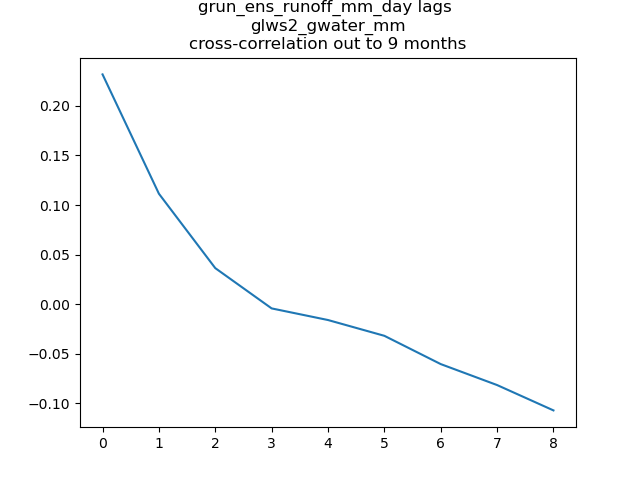 grun_ens_runoff_mm_day lags
glws2_gwater_mm
cross-correlation out to 9 months
0.20
0.15
0.10
0.05
0.00
−0.05
−0.10
0 1 2 3 4 5 6 7 8